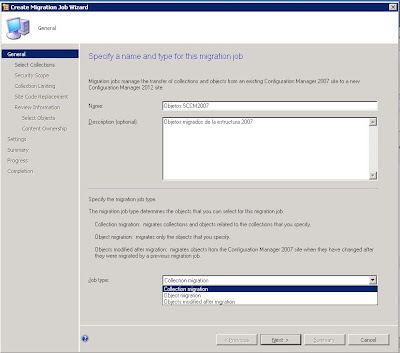 Create Migration Job Wizard
General
General
Select Collections
Security Scope
Collection Limiting
Site Code Replacement
Review Information
Select Objects
Content Ownership
Settings
Summary
Progress
Completion
Specify a name and type for this migration job
Migration jobs manage the transfer of collections and objects from an existing Configuration Manager 2007 site to a new
Configuration Manager 2012 site.
Name:
Objetos SCCM2007
Description (optional):
Objetos migrados de la estructura 2007
Specify the migration job type.
The migration job type determines the objects that you can select for this migration job.
Collection migration: migrates collections and objects related to the collections that you specify.
Object migration: migrates only the objects that you specify.
Objects modified after migration: migrates objects from the Configuration Manager 2007 site when they have changed after
they were migrated by a previous migration job.
Job type:
Collection migration
Collection migration
Object migration
Objects modified after migration
< Previous
Next >
Summary
Cancel